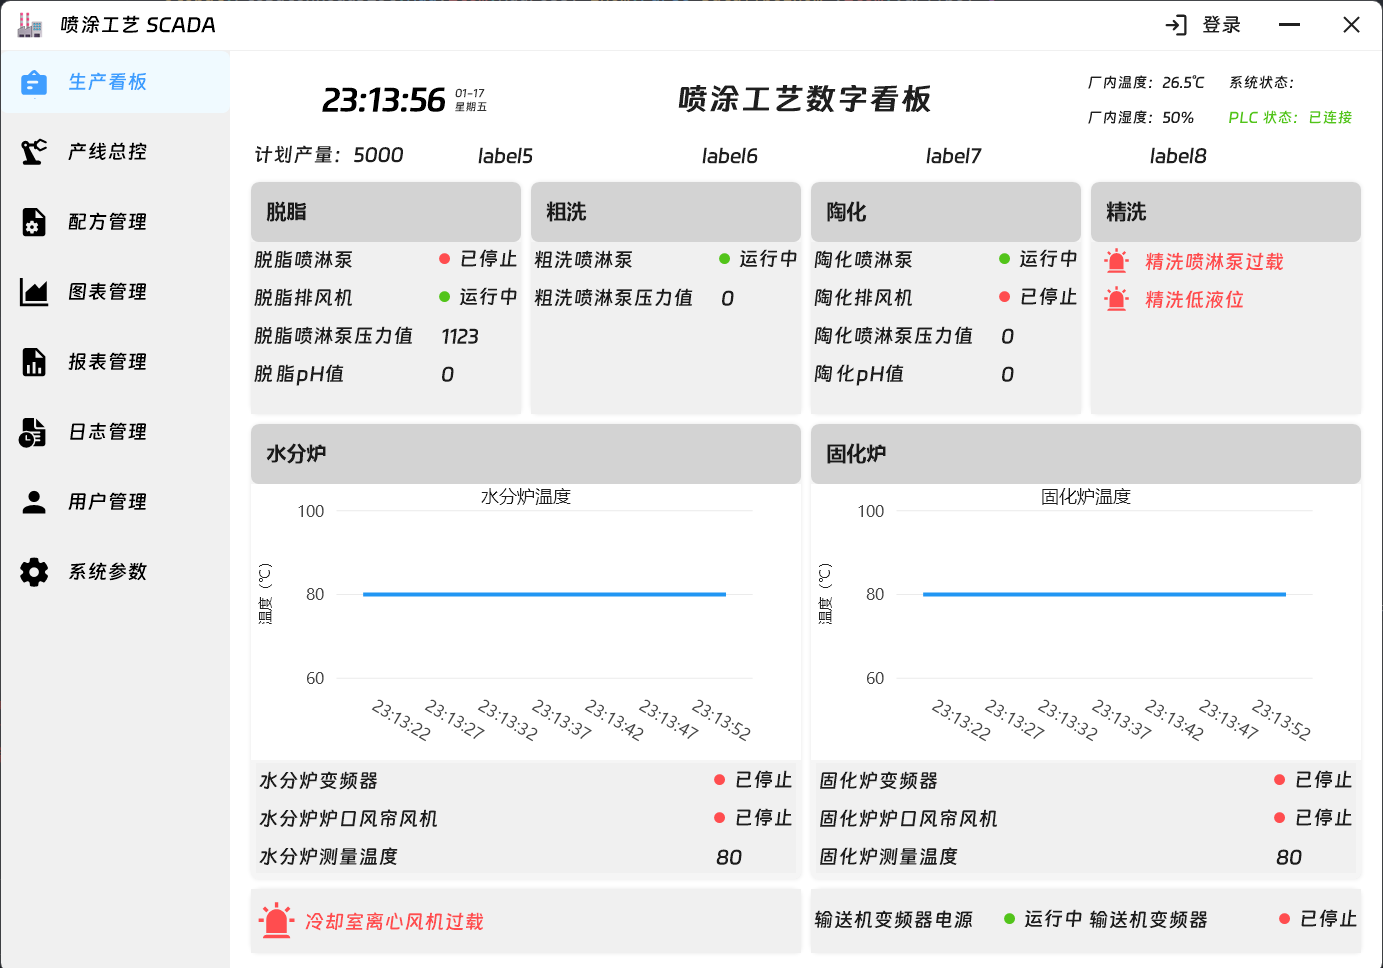 喷涂工艺 SCADA
登录
生产看板
产线总控
配方管理
图表管理
报表管理
日志管理
用户管理
系统参数
23:13:56
01-17
星期五
喷涂工艺数字看板
厂内温度：26.5℃ 系统状态：
厂内湿度：50% PLC 状态：已连接
计划产量：5000 label5 label6 label7 label8
脱脂
脱脂喷淋泵 已停止
脱脂排风机 运行中
脱脂喷淋泵压力值 1123
脱脂pH值 0
粗洗
粗洗喷淋泵 运行中
粗洗喷淋泵压力值 0
陶化
陶化喷淋泵 运行中
陶化排风机 已停止
陶化喷淋泵压力值 0
陶化pH值 0
精洗
精洗喷淋泵过载
精洗低液位
水分炉
水分炉温度
温度（℃）
100
80
60
23:13:22 23:13:27 23:13:32 23:13:37 23:13:42 23:13:47 23:13:52
水分炉变频器 已停止
水分炉炉口风帘风机 已停止
水分炉测量温度 80
固化炉
固化炉温度
温度（℃）
100
80
60
23:13:22 23:13:27 23:13:32 23:13:37 23:13:42 23:13:47 23:13:52
固化炉变频器 已停止
固化炉炉口风帘风机 已停止
固化炉测量温度 80
冷却室离心风机过载
输送机变频器电源 运行中 输送机变频器 已停止